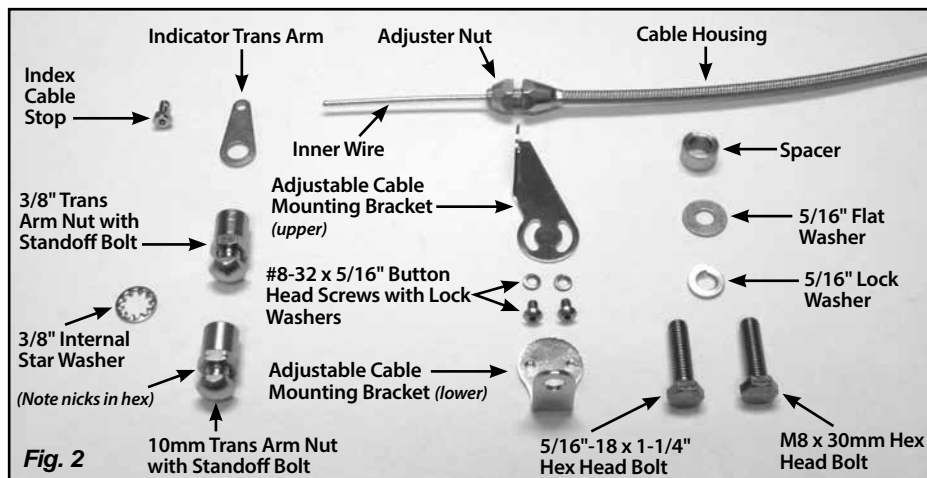 Indicator Trans Arm
Adjuster Nut
Cable Housing
Index
Cable
Stop
Inner Wire
Spacer
Adjustable Cable
Mounting Bracket
(upper)
3/8" Trans
Arm Nut with
Standoff Bolt
5/16" Flat
Washer
#8-32 x 5/16" Button
Head Screws with Lock
Washers
5/16" Lock
Washer
3/8" Internal
Star Washer
(Note nicks in hex)
Adjustable Cable
Mounting Bracket (lower)
10mm Trans Arm Nut
with Standoff Bolt
5/16"-18 x 1-1/4"
Hex Head Bolt
M8 x 30mm Hex
Head Bolt
Fig. 2